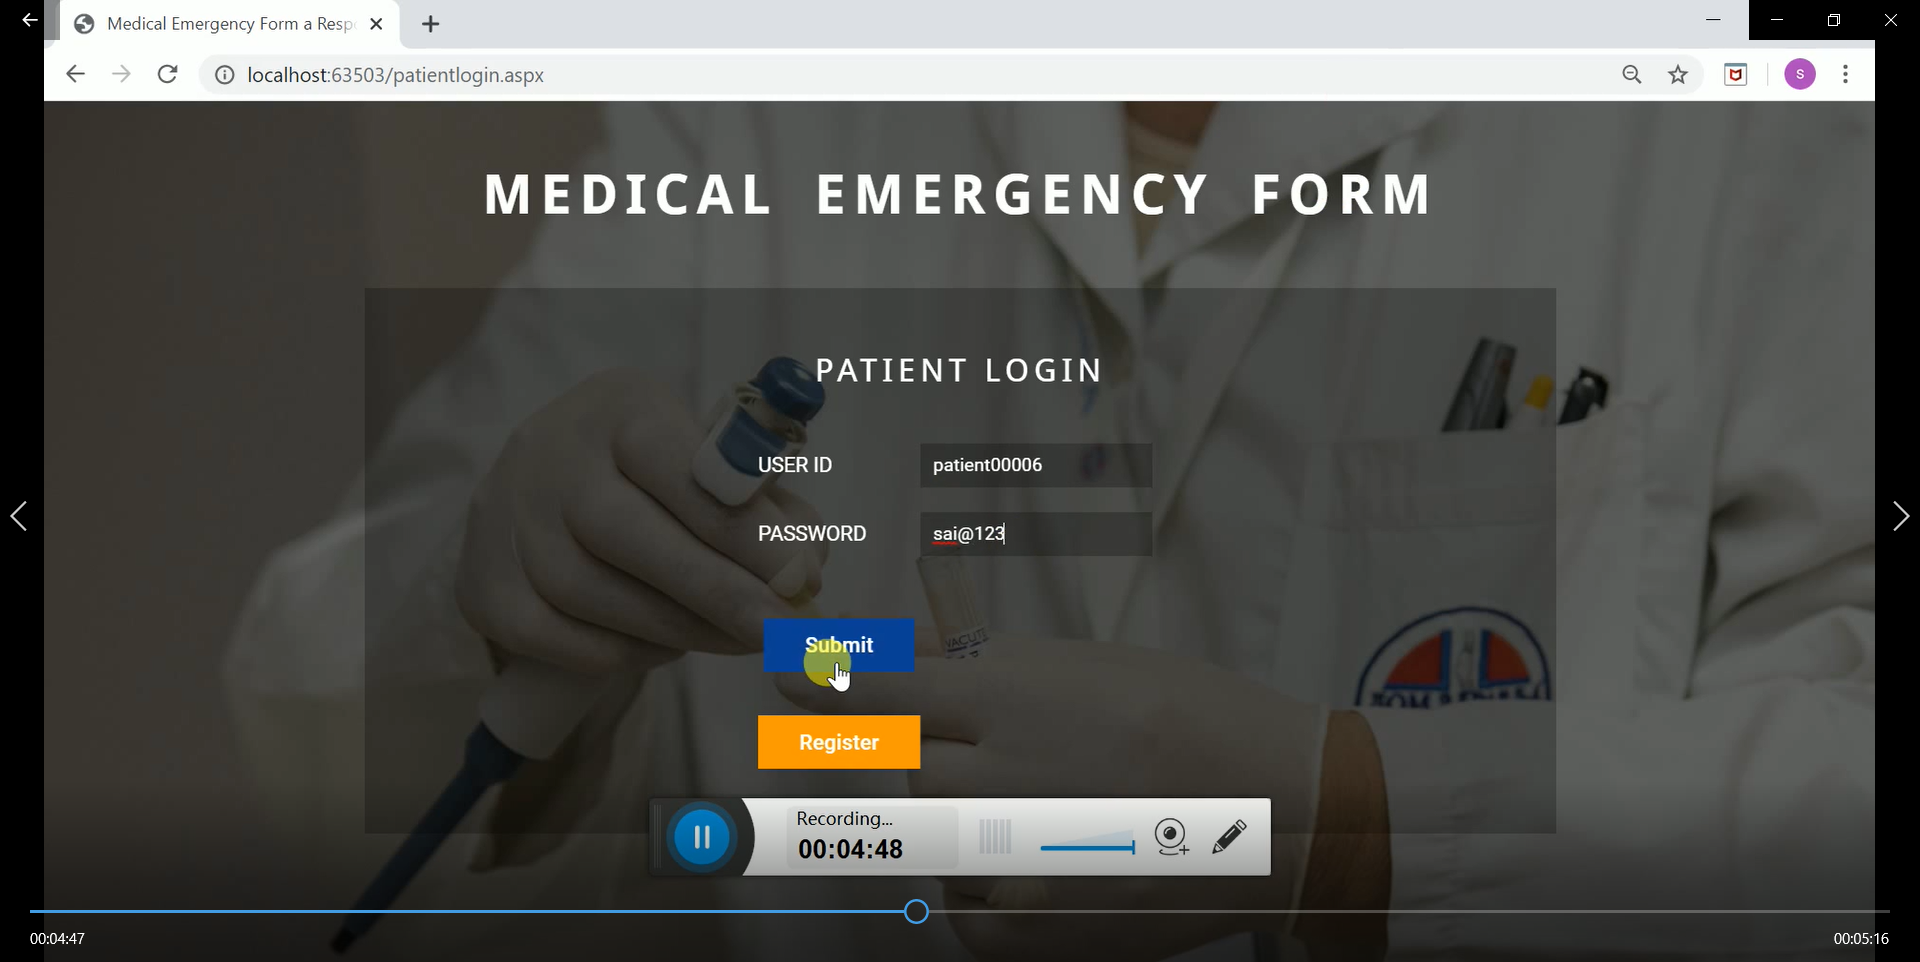 Medical Emergency Form a Resp
localhost:63503/patientlogin.aspx
S
MEDICAL EMERGENCY FORM
PATIENT LOGIN
USER ID
patient00006
PASSWORD
sai@123
VACUTE
Submit
Register
Recording...
00:04:48
00:04:47
00:05:16